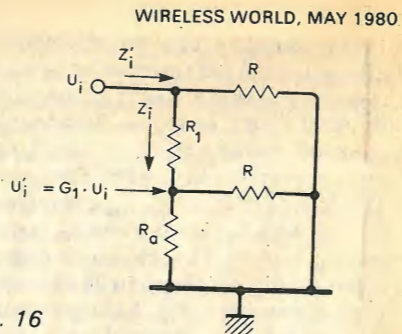 WIRELESS WORLD, MAY 1980
Z'i
R
Ui
Zi
R1
U'i = G1 · Ui
R
Ra
. 16